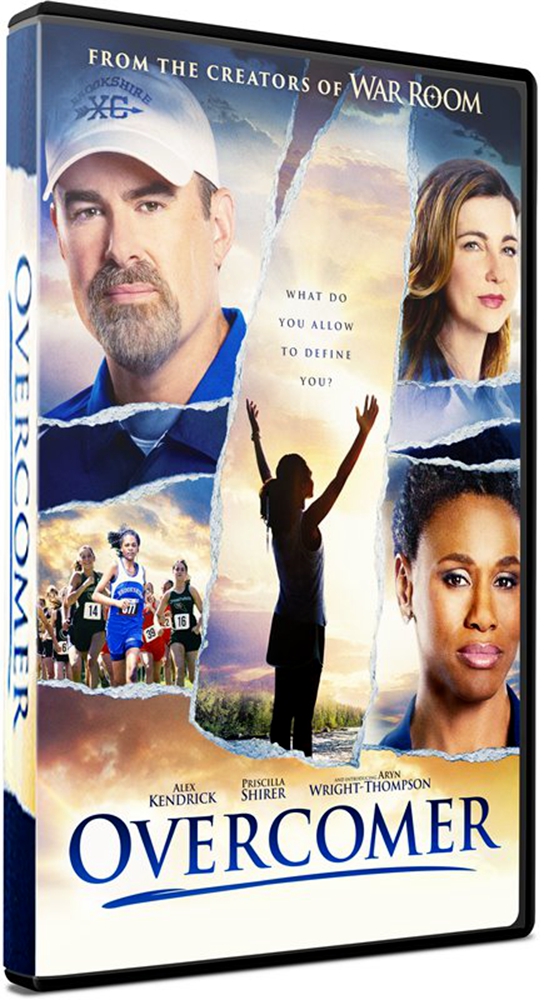 FROM THE CREATORS OF WAR ROOM
BROOKSHIRE
XC
WHAT DO
YOU ALLOW
TO DEFINE
YOU?
14
16
ALEX KENDRICK
PRISCILLA SHIRER
AND INTRODUCING ARYN WRIGHT-THOMPSON
OVERCOMER
OVERCOMER